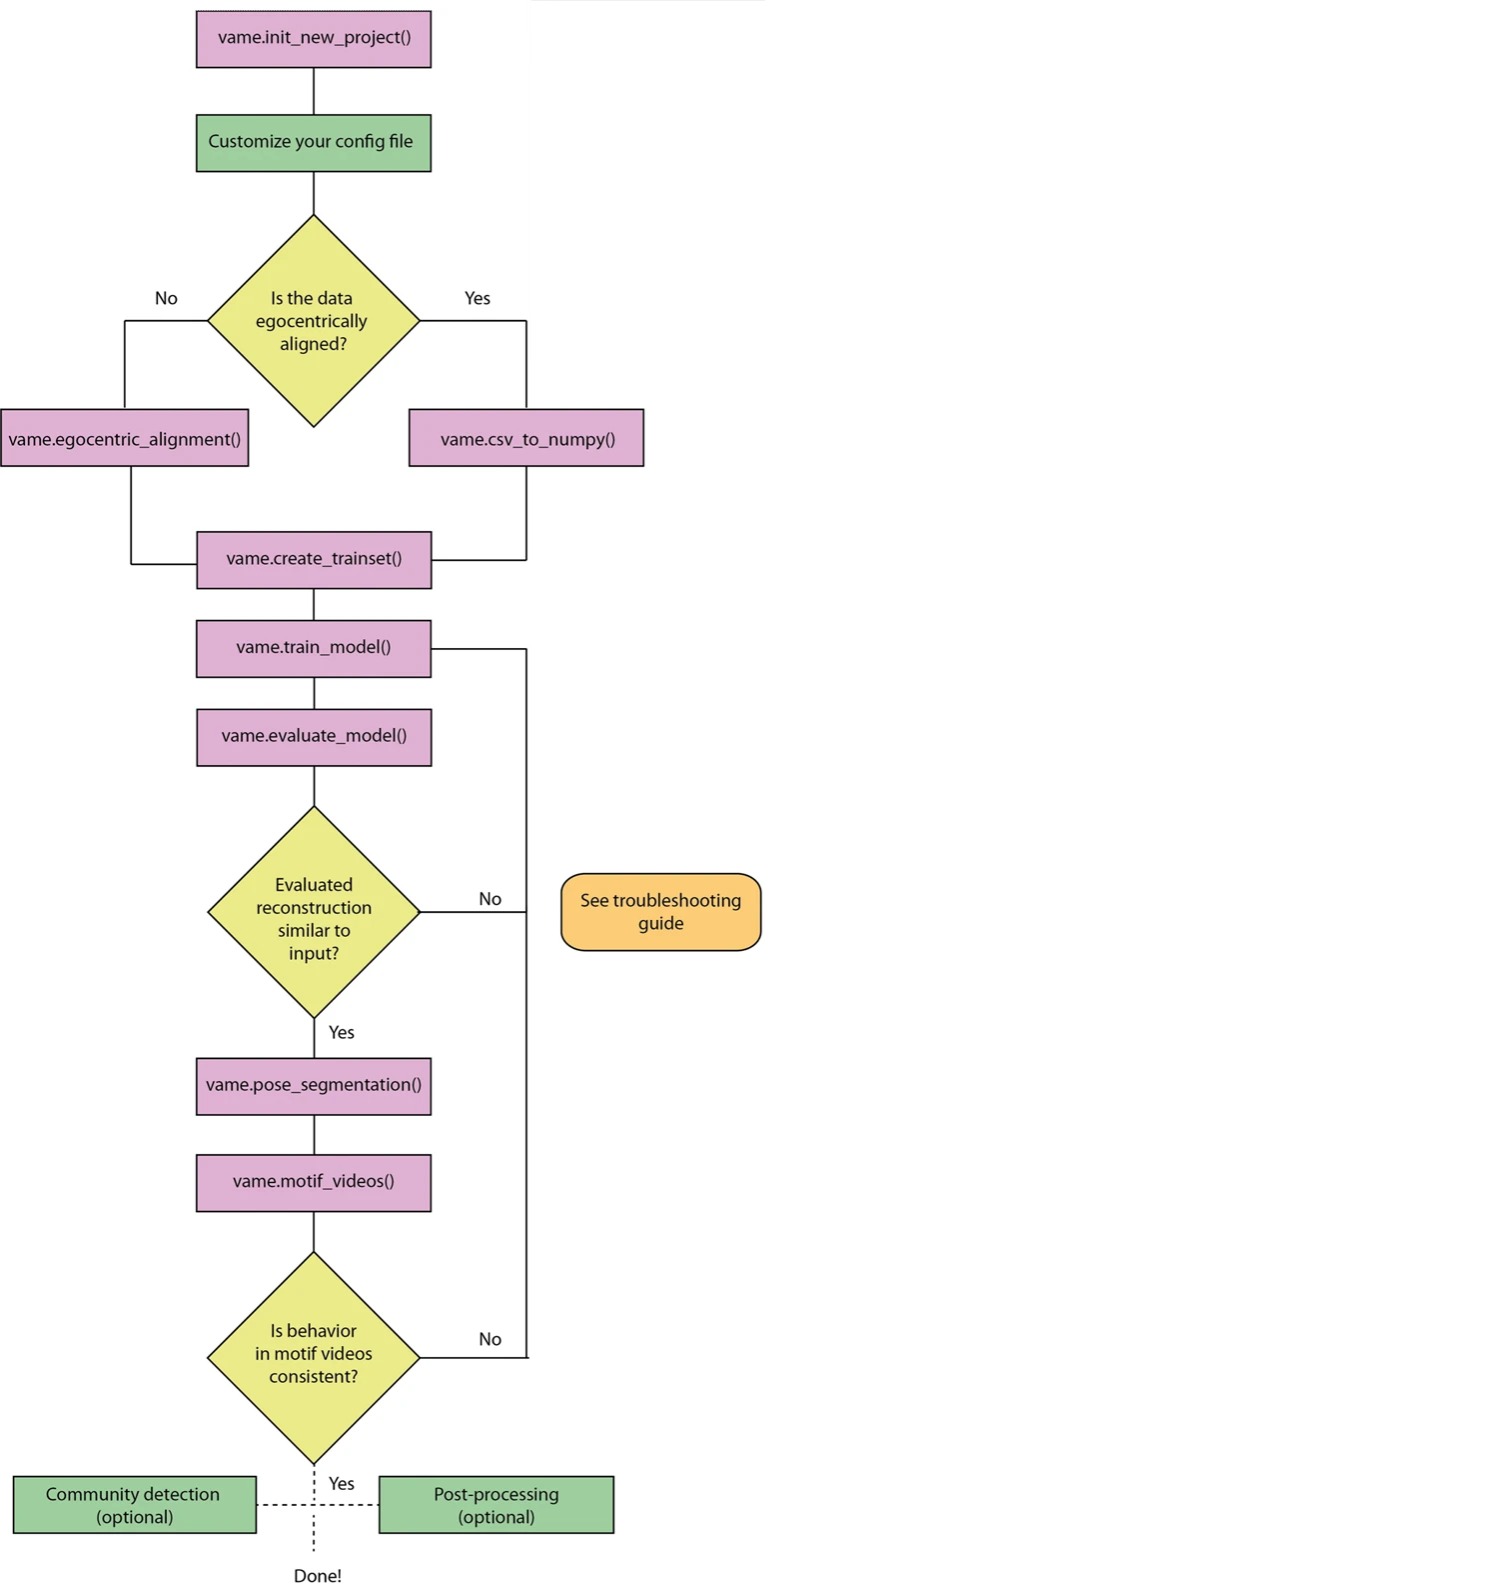 vame.init_new_project()
Customize your config file
Is the data
egocentrically
aligned?
No
Yes
vame.egocentric_alignment()
vame.csv_to_numpy()
vame.create_trainset()
vame.train_model()
vame.evaluate_model()
Evaluated
reconstruction
similar to
input?
No
See troubleshooting
guide
Yes
vame.pose_segmentation()
vame.motif_videos()
Is behavior
in motif videos
consistent?
No
Yes
Community detection
(optional)
Post-processing
(optional)
Done!